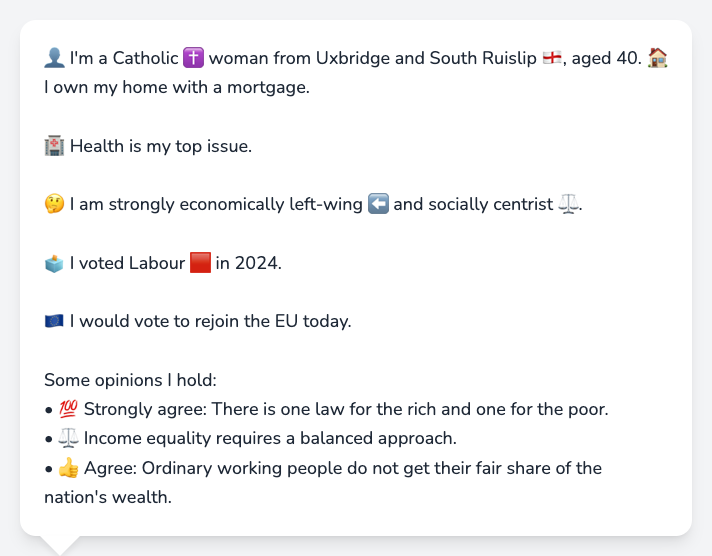 👤 I'm a Catholic ✝️ woman from Uxbridge and South Ruislip 🏴󠁧󠁢󠁥󠁮󠁧󠁿, aged 40. 🏠
I own my home with a mortgage.
🏥 Health is my top issue.
🤔 I am strongly economically left-wing ⬅️ and socially centrist ⚖️.
🗳️ I voted Labour 🟥 in 2024.
🇪🇺 I would vote to rejoin the EU today.
Some opinions I hold:
• 💯 Strongly agree: There is one law for the rich and one for the poor.
• ⚖️ Income equality requires a balanced approach.
• 👍 Agree: Ordinary working people do not get their fair share of the
nation's wealth.